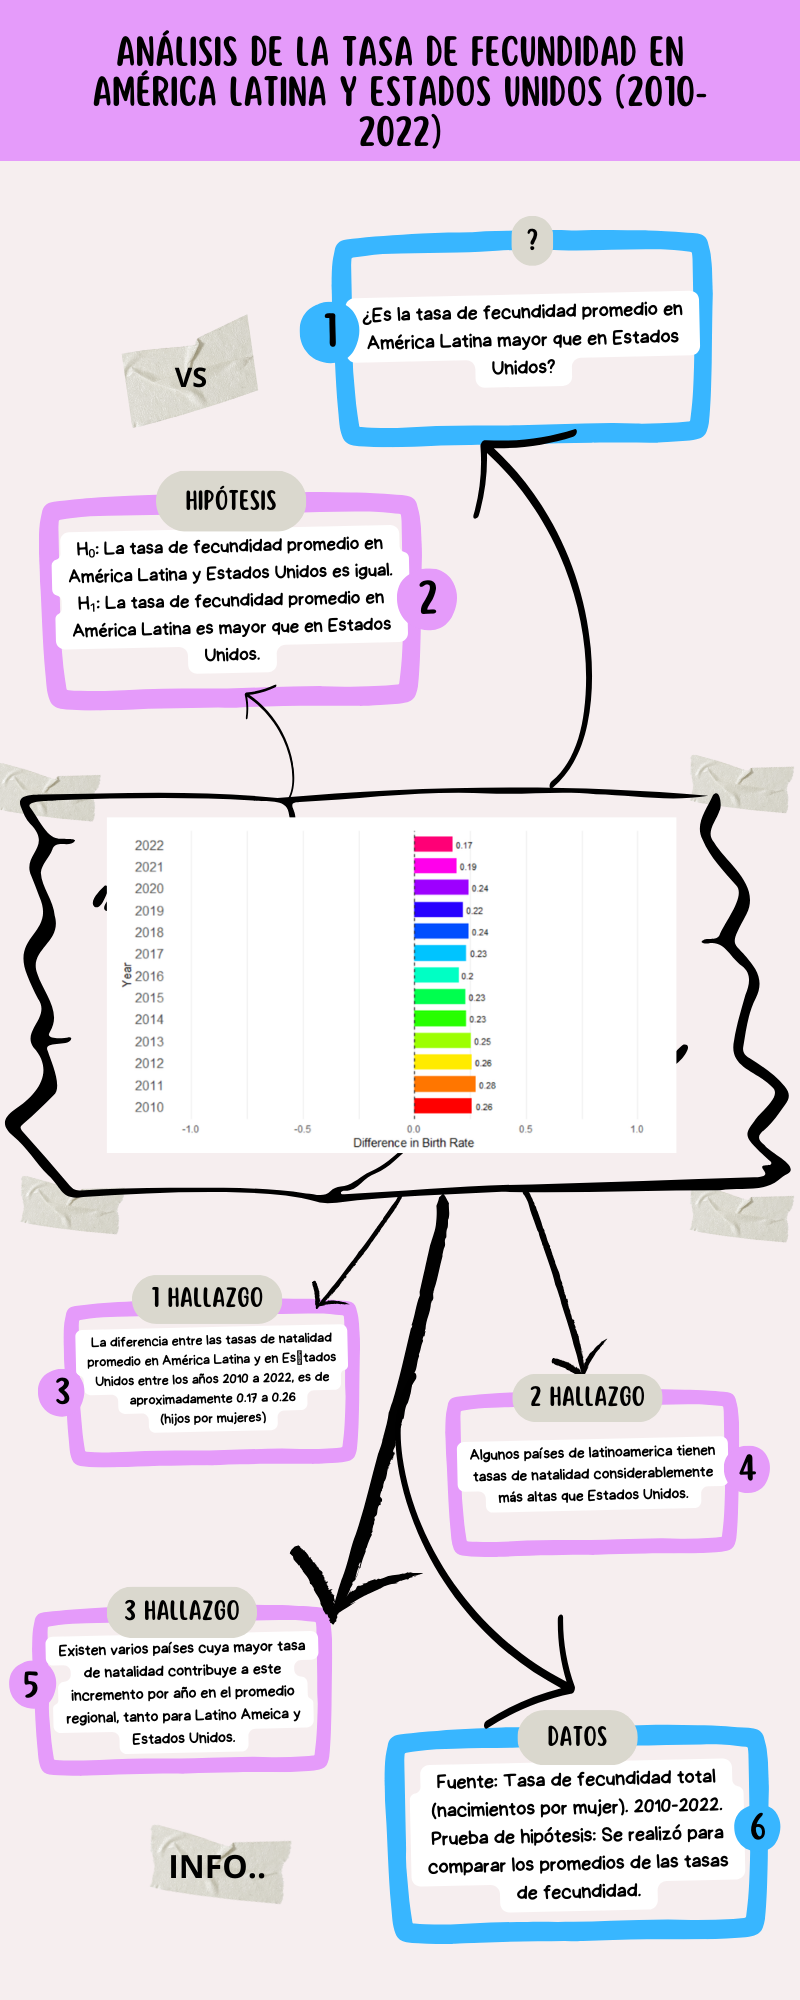 ANÁLISIS DE LA TASA DE FECUNDIDAD EN
AMÉRICA LATINA Y ESTADOS UNIDOS (2010-
2022)
?
1
¿Es la tasa de fecundidad promedio en
América Latina mayor que en Estados
Unidos?
VS
HIPÓTESIS
H₀: La tasa de fecundidad promedio en
América Latina y Estados Unidos es igual.
H₁: La tasa de fecundidad promedio en
América Latina es mayor que en Estados
Unidos.
2
Year
2022 0.17
2021 0.19
2020 0.24
2019 0.22
2018 0.24
2017 0.23
2016 0.2
2015 0.23
2014 0.23
2013 0.25
2012 0.26
2011 0.28
2010 0.26
-1.0 -0.5 0.0 0.5 1.0
Difference in Birth Rate
1 HALLAZGO
3
La diferencia entre las tasas de natalidad
promedio en América Latina y en Es▯tados
Unidos entre los años 2010 a 2022, es de
aproximadamente 0.17 a 0.26
(hijos por mujeres)
2 HALLAZGO
4
Algunos países de latinoamerica tienen
tasas de natalidad considerablemente
más altas que Estados Unidos.
3 HALLAZGO
5
Existen varios países cuya mayor tasa
de natalidad contribuye a este
incremento por año en el promedio
regional, tanto para Latino Ameica y
Estados Unidos.
DATOS
6
Fuente: Tasa de fecundidad total
(nacimientos por mujer). 2010-2022.
Prueba de hipótesis: Se realizó para
comparar los promedios de las tasas
de fecundidad.
INFO..